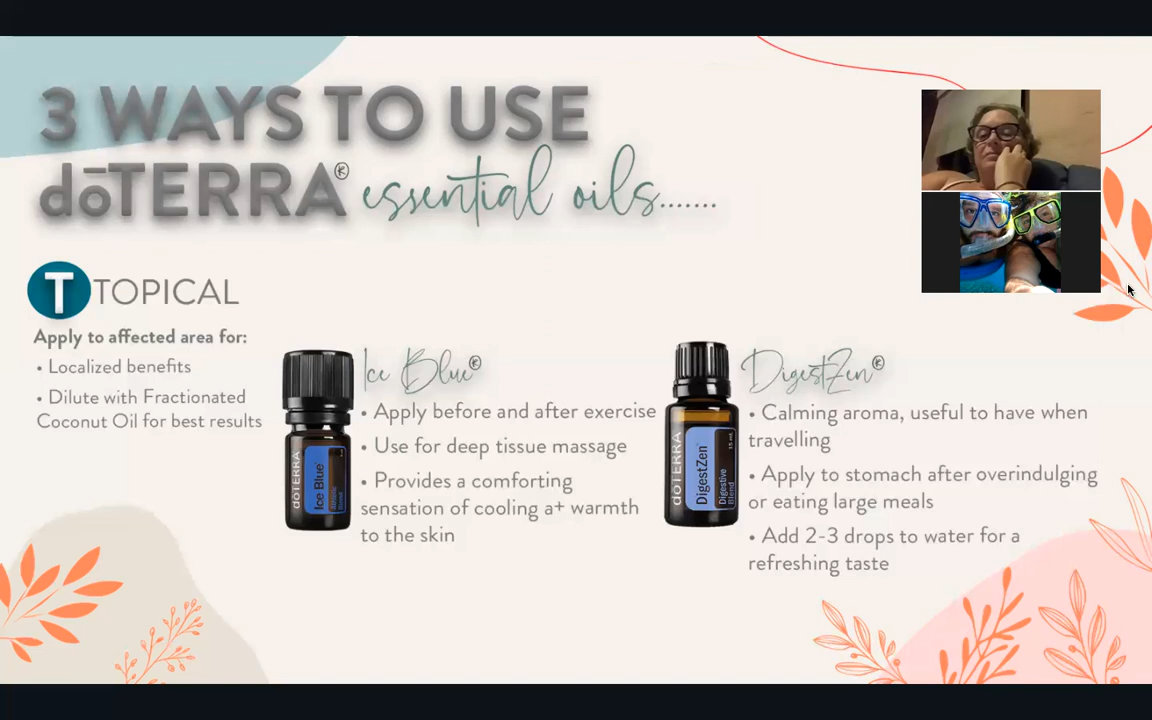 3 WAYS TO USE
dōTERRA® essential oils.......
T TOPICAL
Apply to affected area for:
• Localized benefits
• Dilute with Fractionated
Coconut Oil for best results
dōTERRA
Ice Blue
Ice Blue®
• Apply before and after exercise
• Use for deep tissue massage
• Provides a comforting
sensation of cooling a+ warmth
to the skin
dōTERRA
DigestZen
Digestive
Blend
15 mL
DigestZen®
• Calming aroma, useful to have when
travelling
• Apply to stomach after overindulging
or eating large meals
• Add 2-3 drops to water for a
refreshing taste